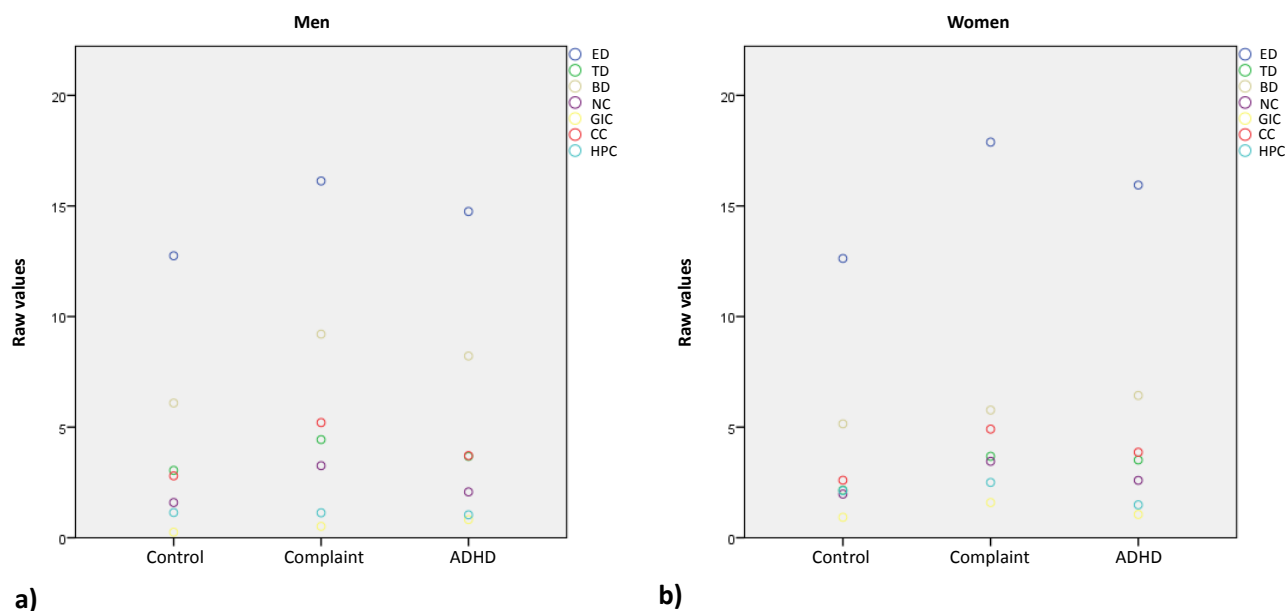 Men
Raw values
20
15
10
5
0
Control Complaint ADHD
ED
TD
BD
NC
GIC
CC
HPC
a)
Women
Raw values
20
15
10
5
0
Control Complaint ADHD
ED
TD
BD
NC
GIC
CC
HPC
b)